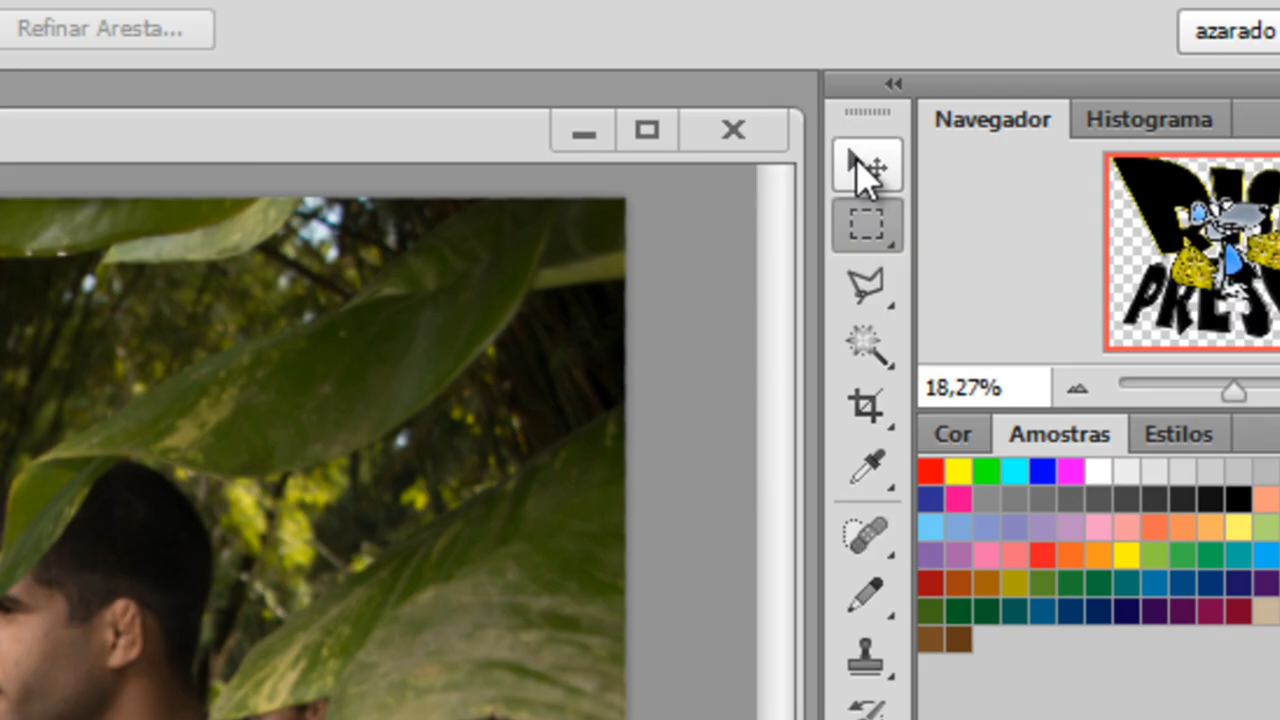 Refinar Aresta...
azarado
Navegador
Histograma
18,27%
Cor
Amostras
Estilos